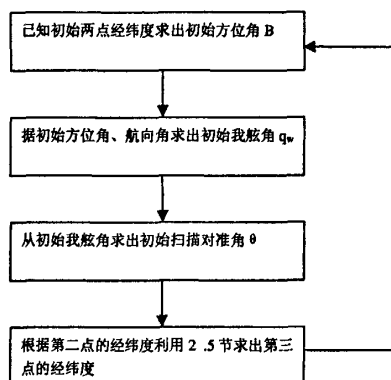 已知初始两点经纬度求出初始方位角 B
据初始方位角、航向角求出初始我舷角 qw
从初始我舷角求出初始扫描对准角 θ
根据第二点的经纬度利用 2 .5 节求出第三
点的经纬度